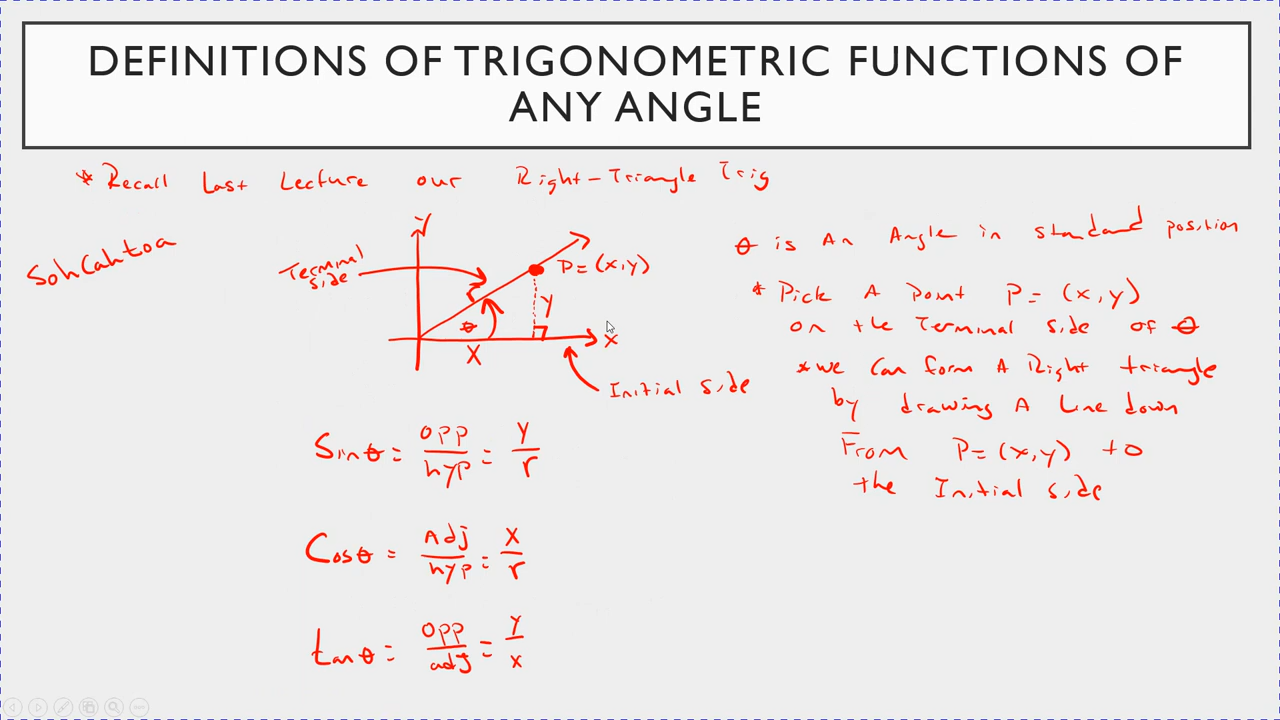 DEFINITIONS OF TRIGONOMETRIC FUNCTIONS OF
ANY ANGLE
* Recall Last Lecture our Right-Triangle Trig
SohCahtoa
Y
Terminal
side
P=(x,y)
r
Y
θ
X
x
Initial side
Sinθ = opp/hyp = y/r
Cosθ = Adj/hyp = x/r
tanθ = opp/adj = y/x
θ is An Angle in standard position
* Pick A Point P=(x,y)
on the Terminal side of θ
* we Can form A Right triangle
by drawing A Line down
From P=(x,y) to
the Initial side